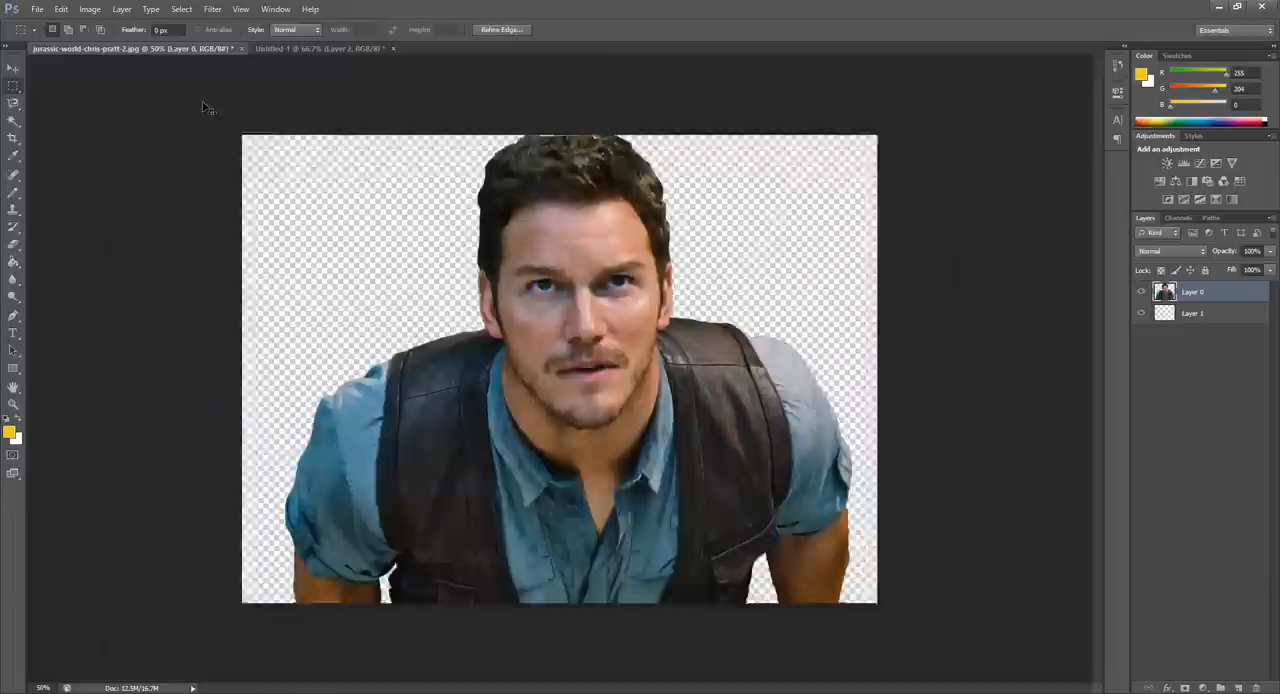 Ps File Edit Image Layer Type Select Filter View Window Help
Feather: 0 px Anti-alias Style: Normal Width: Height: Refine Edge... Essentials
jurassic-world-chris-pratt-2.jpg @ 50% (Layer 0, RGB/8#) * × Untitled-1 @ 66.7% (Layer 2, RGB/8) * ×
Color Swatches
R 255
G 204
B 0
Adjustments Styles
Add an adjustment
Layers Channels Paths
Kind
Normal Opacity: 100%
Lock: Fill: 100%
Layer 0
Layer 1
50% Doc: 12.5M/16.7M